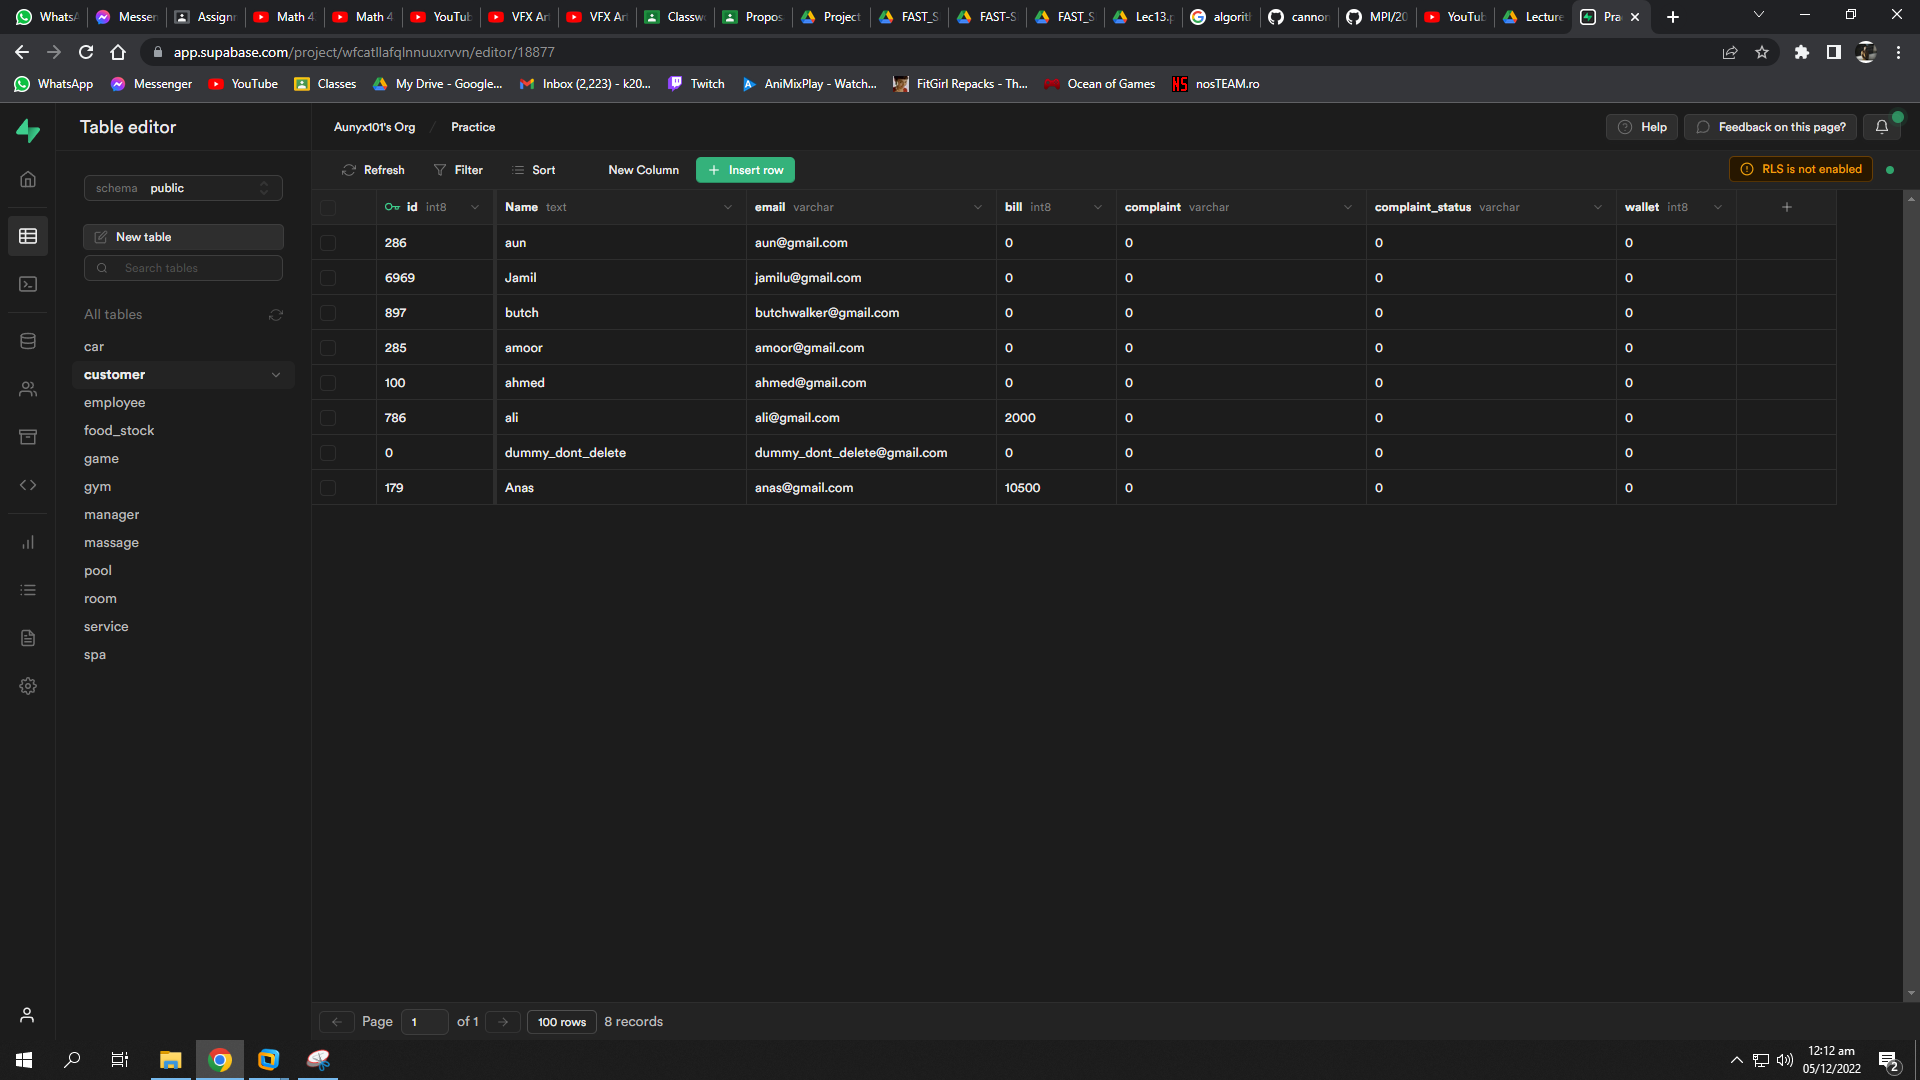 WhatsA Messen Assignr Math 4 Math 4 YouTub VFX Ar VFX Ar Classw Propos Project FAST_S FAST-S FAST_S Lec13.p algorit cannon MPI/20 YouTub Lecture Pra
app.supabase.com/project/wfcatllafqlnnuuxrvvn/editor/18877
WhatsApp Messenger YouTube Classes My Drive - Google... Inbox (2,223) - k20... Twitch AniMixPlay - Watch... FitGirl Repacks - Th... Ocean of Games NS nosTEAM.ro
Table editor
Aunyx101's Org / Practice
Help Feedback on this page?
Refresh Filter Sort New Column + Insert row RLS is not enabled
schema public
New table
Search tables
All tables
car
customer
employee
food_stock
game
gym
manager
massage
pool
room
service
spa
id int8 Name text email varchar bill int8 complaint varchar complaint_status varchar wallet int8 +
286 aun aun@gmail.com 0 0 0 0
6969 Jamil jamilu@gmail.com 0 0 0 0
897 butch butchwalker@gmail.com 0 0 0 0
285 amoor amoor@gmail.com 0 0 0 0
100 ahmed ahmed@gmail.com 0 0 0 0
786 ali ali@gmail.com 2000 0 0 0
0 dummy_dont_delete dummy_dont_delete@gmail.com 0 0 0 0
179 Anas anas@gmail.com 10500 0 0 0
Page 1 of 1 100 rows 8 records
12:12 am
05/12/2022
2